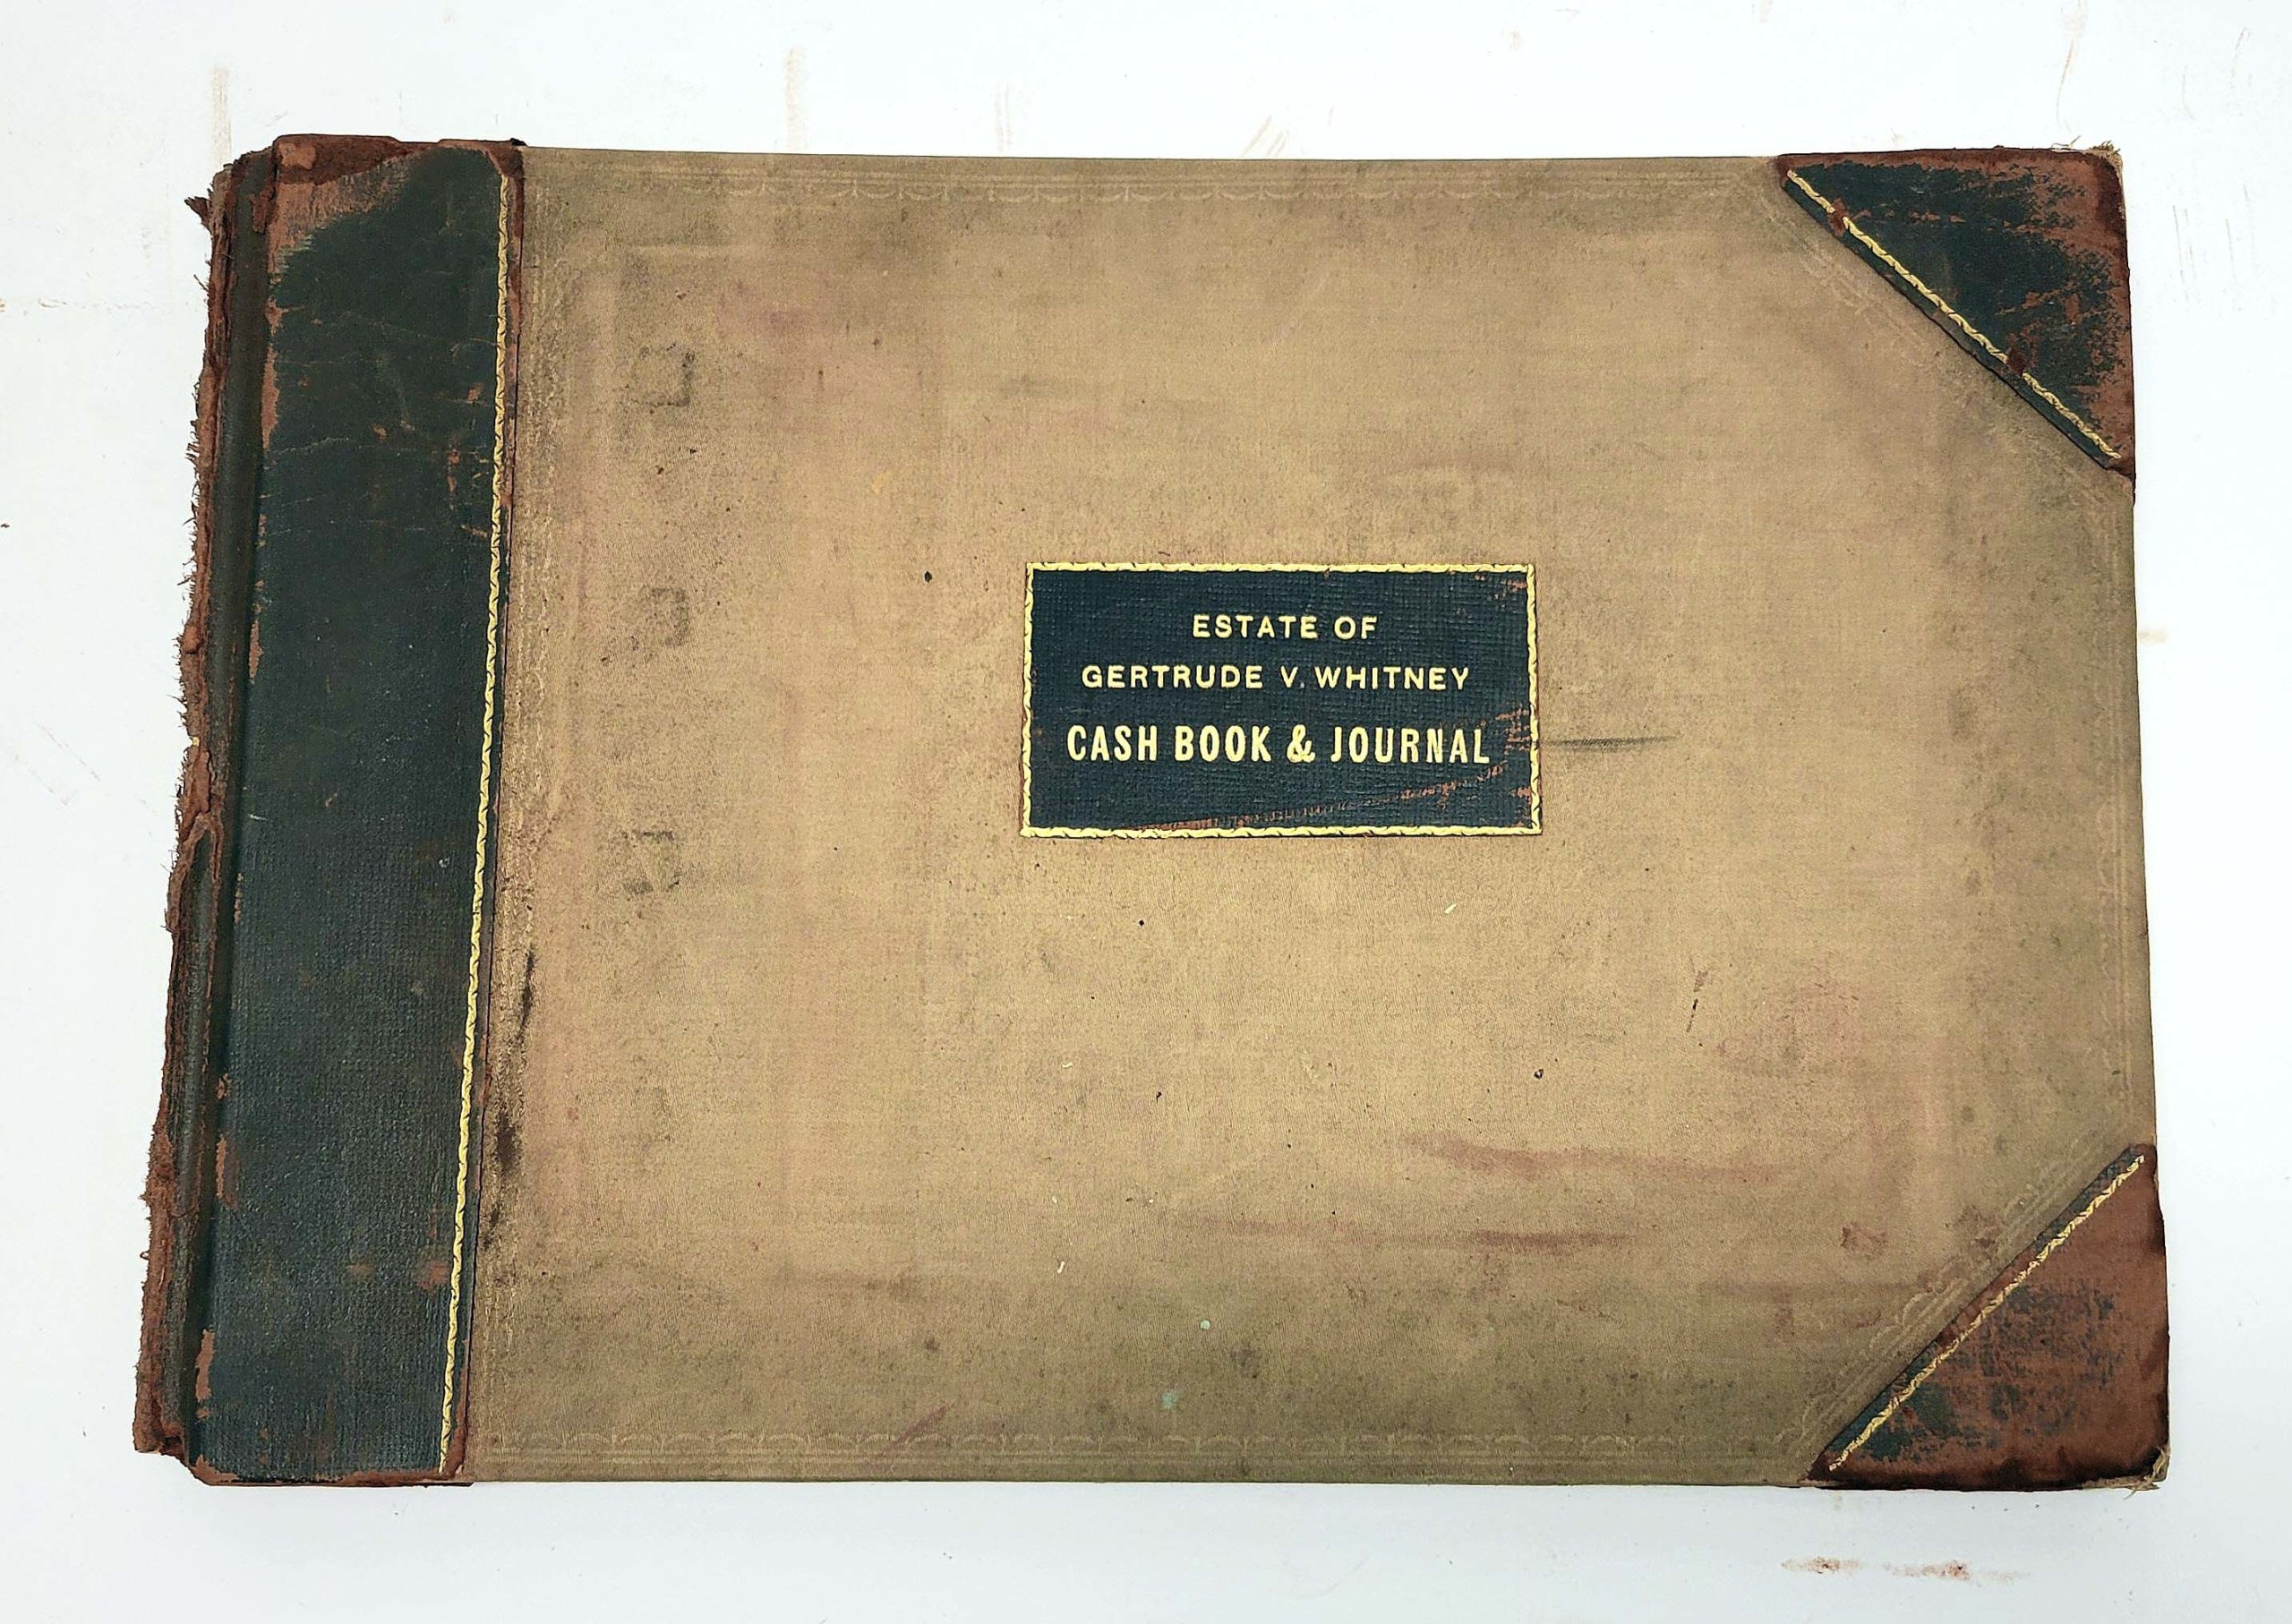 ESTATE OF
GERTRUDE V. WHITNEY
CASH BOOK & JOURNAL